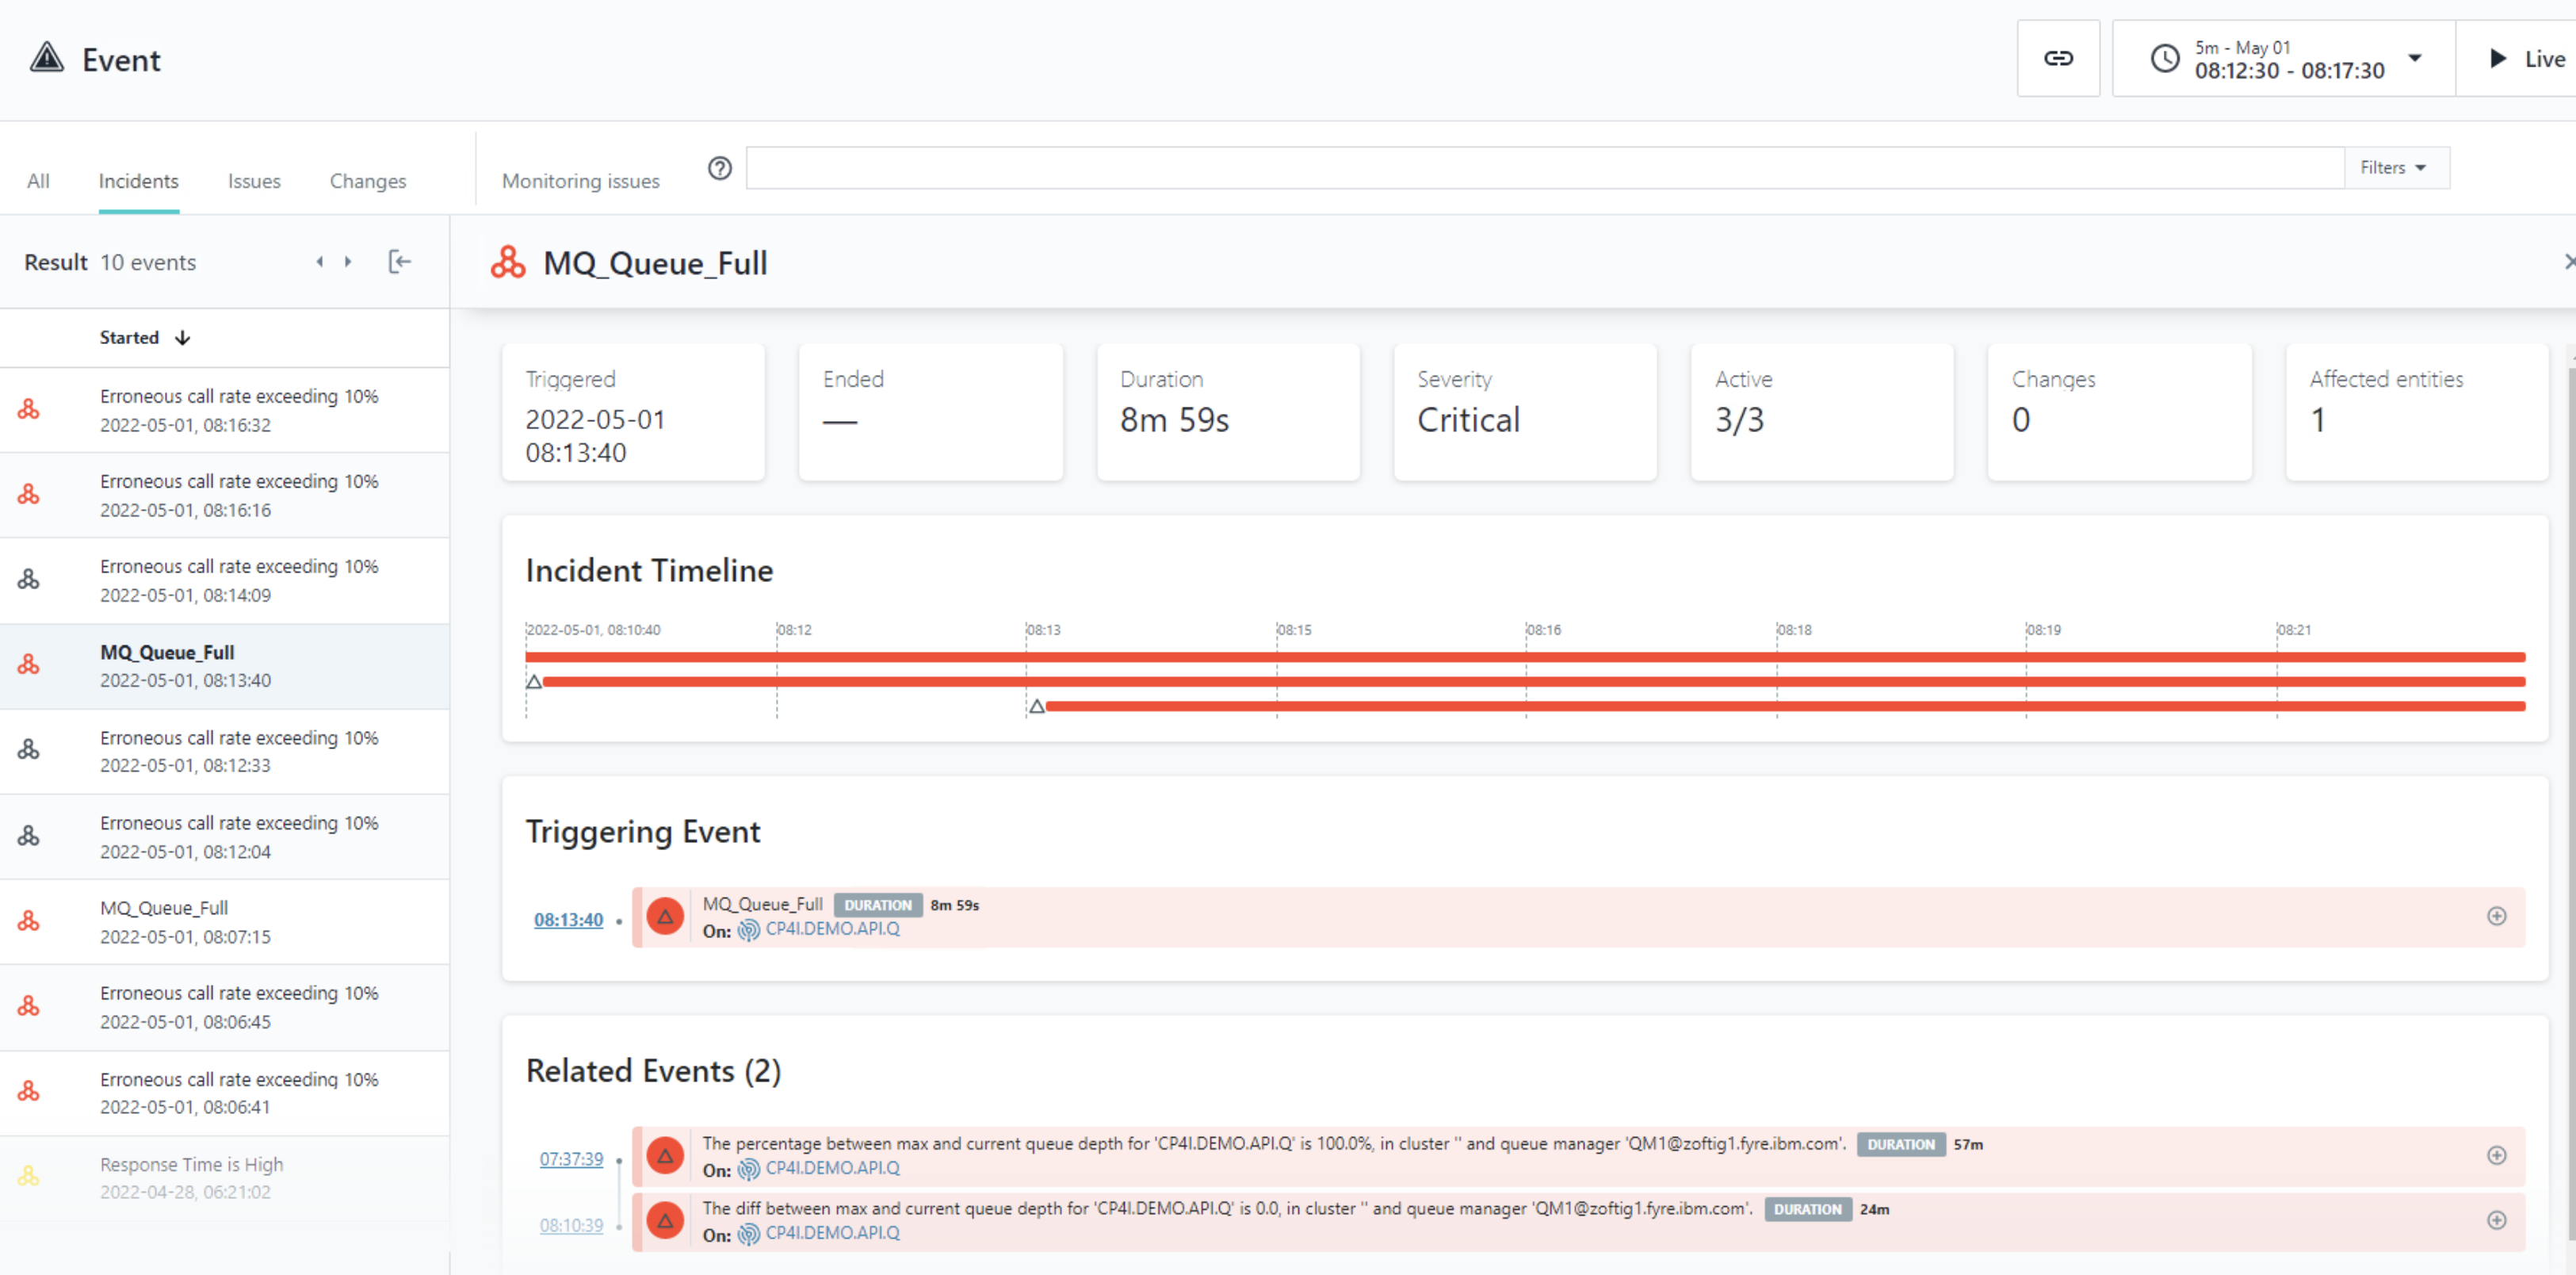 Event
5m - May 01
08:12:30 - 08:17:30
Live
All
Incidents
Issues
Changes
Monitoring issues
Filters
Result 10 events
MQ_Queue_Full
Started
Erroneous call rate exceeding 10%
2022-05-01, 08:16:32
Erroneous call rate exceeding 10%
2022-05-01, 08:16:16
Erroneous call rate exceeding 10%
2022-05-01, 08:14:09
MQ_Queue_Full
2022-05-01, 08:13:40
Erroneous call rate exceeding 10%
2022-05-01, 08:12:33
Erroneous call rate exceeding 10%
2022-05-01, 08:12:04
MQ_Queue_Full
2022-05-01, 08:07:15
Erroneous call rate exceeding 10%
2022-05-01, 08:06:45
Erroneous call rate exceeding 10%
2022-05-01, 08:06:41
Response Time is High
2022-04-28, 06:21:02
Triggered
2022-05-01
08:13:40
Ended
—
Duration
8m 59s
Severity
Critical
Active
3/3
Changes
0
Affected entities
1
Incident Timeline
2022-05-01, 08:10:40
08:12
08:13
08:15
08:16
08:18
08:19
08:21
Triggering Event
08:13:40
MQ_Queue_Full DURATION 8m 59s
On: CP4I.DEMO.API.Q
Related Events (2)
07:37:39
The percentage between max and current queue depth for 'CP4I.DEMO.API.Q' is 100.0%, in cluster '' and queue manager 'QM1@zoftig1.fyre.ibm.com'. DURATION 57m
On: CP4I.DEMO.API.Q
08:10:39
The diff between max and current queue depth for 'CP4I.DEMO.API.Q' is 0.0, in cluster '' and queue manager 'QM1@zoftig1.fyre.ibm.com'. DURATION 24m
On: CP4I.DEMO.API.Q